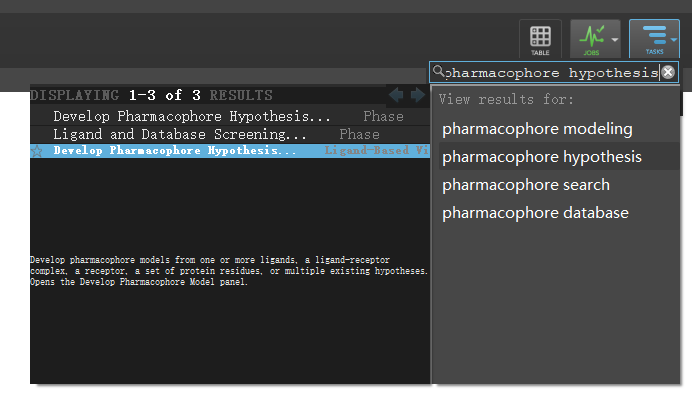 TABLE
JOBS
TASKS
pharmacophore hypothesis
DISPLAYING 1-3 of 3 RESULTS
Develop Pharmacophore Hypothesis... Phase
Ligand and Database Screening... Phase
Develop Pharmacophore Hypothesis... Ligand-Based Vi
Develop pharmacophore models from one or more ligands, a ligand-receptor
complex, a receptor, a set of protein residues, or multiple existing hypotheses.
Opens the Develop Pharmacophore Model panel.
View results for:
pharmacophore modeling
pharmacophore hypothesis
pharmacophore search
pharmacophore database